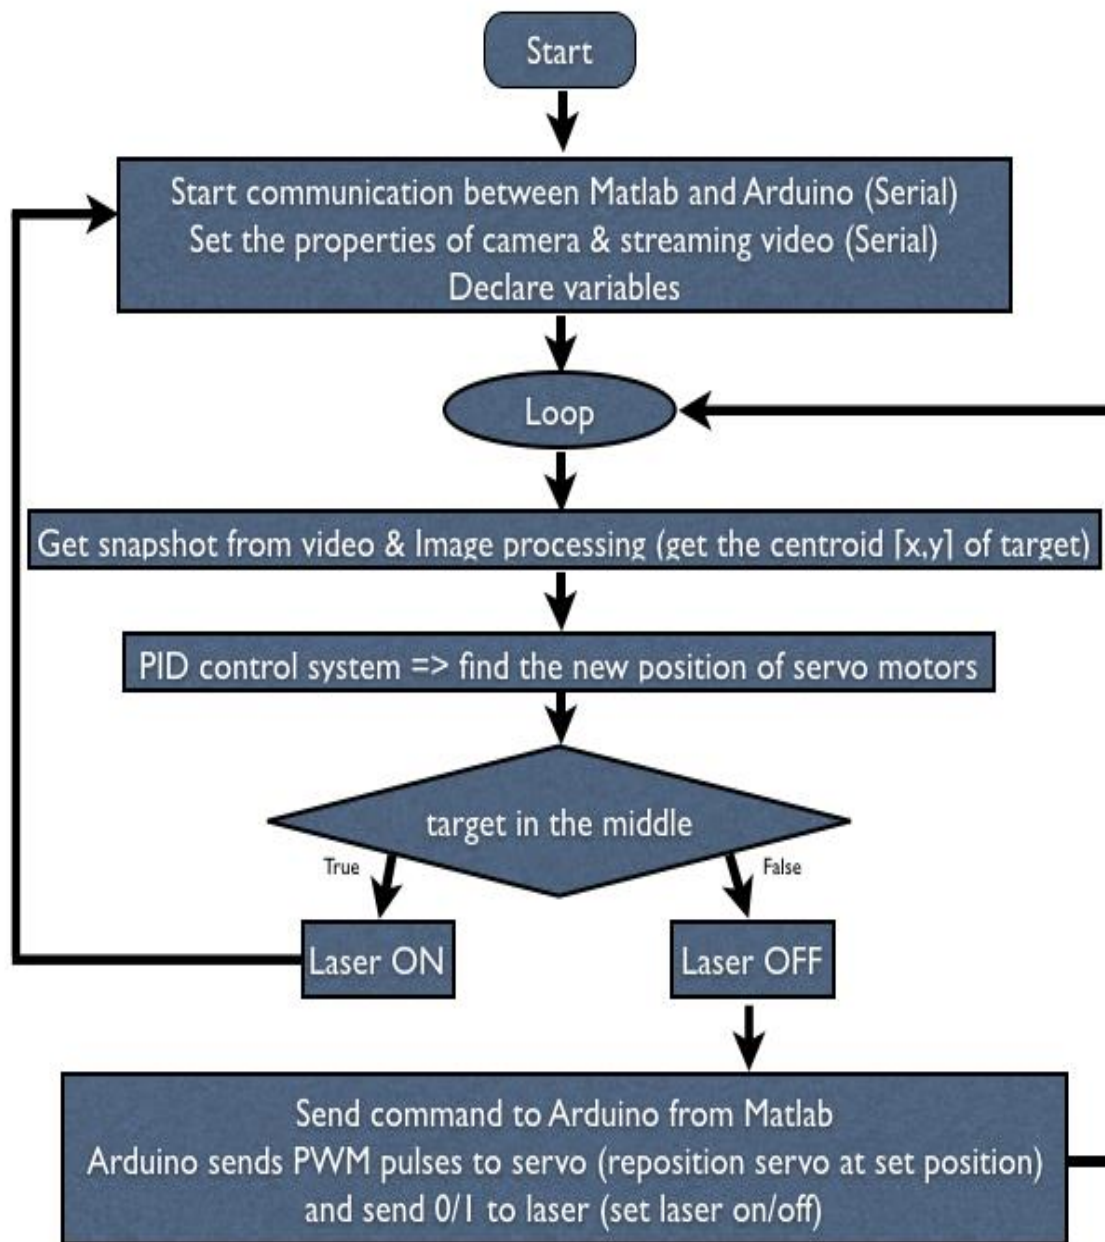 Start
Start communication between Matlab and Arduino (Serial)
Set the properties of camera & streaming video (Serial)
Declare variables
Loop
Get snapshot from video & Image processing (get the centroid [x,y] of target)
PID control system => find the new position of servo motors
target in the middle
True
False
Laser ON
Laser OFF
Send command to Arduino from Matlab
Arduino sends PWM pulses to servo (reposition servo at set position)
and send 0/1 to laser (set laser on/off)